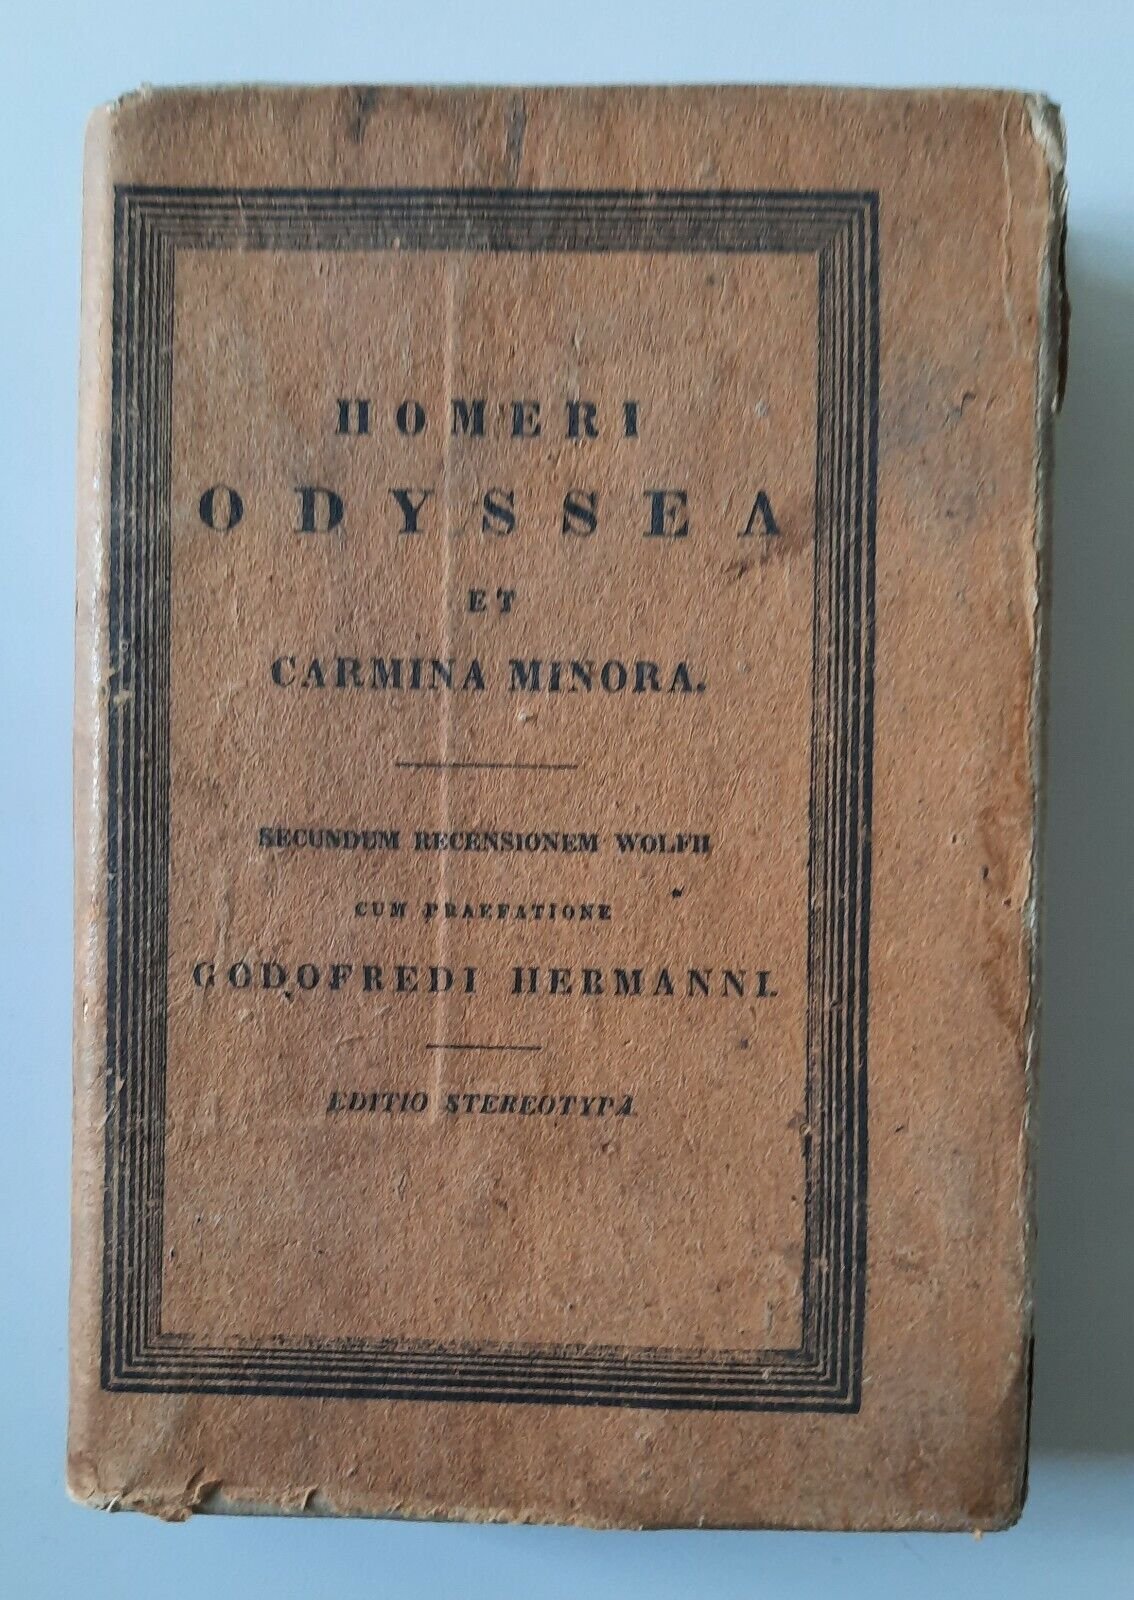 HOMERI
ODYSSEA
ET
CARMINA MINORA.
SECUNDUM RECENSIONEM WOLFII
CUM PRAEFATIONE
GODOFREDI HERMANNI.
EDITIO STEREOTYPA